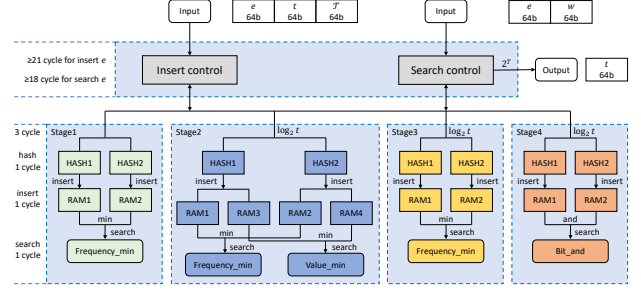 Input
e t 𝒯
64b 64b 64b
Input
e w
64b 64b
≥21 cycle for insert e
≥18 cycle for search e
Insert control
Search control
2^T
Output
t
64b
3 cycle
hash
1 cycle
insert
1 cycle
search
1 cycle
Stage1
HASH1 HASH2
insert insert
RAM1 RAM2
min
search
Frequency_min
Stage2
log₂ t
HASH1 HASH2
insert insert
RAM1 RAM3 RAM2 RAM4
min min
search search
Frequency_min Value_min
Stage3
log₂ t
HASH1 HASH2
insert insert
RAM1 RAM2
min
search
Frequency_min
Stage4
log₂ t
HASH1 HASH2
insert insert
RAM1 RAM2
and
search
Bit_and